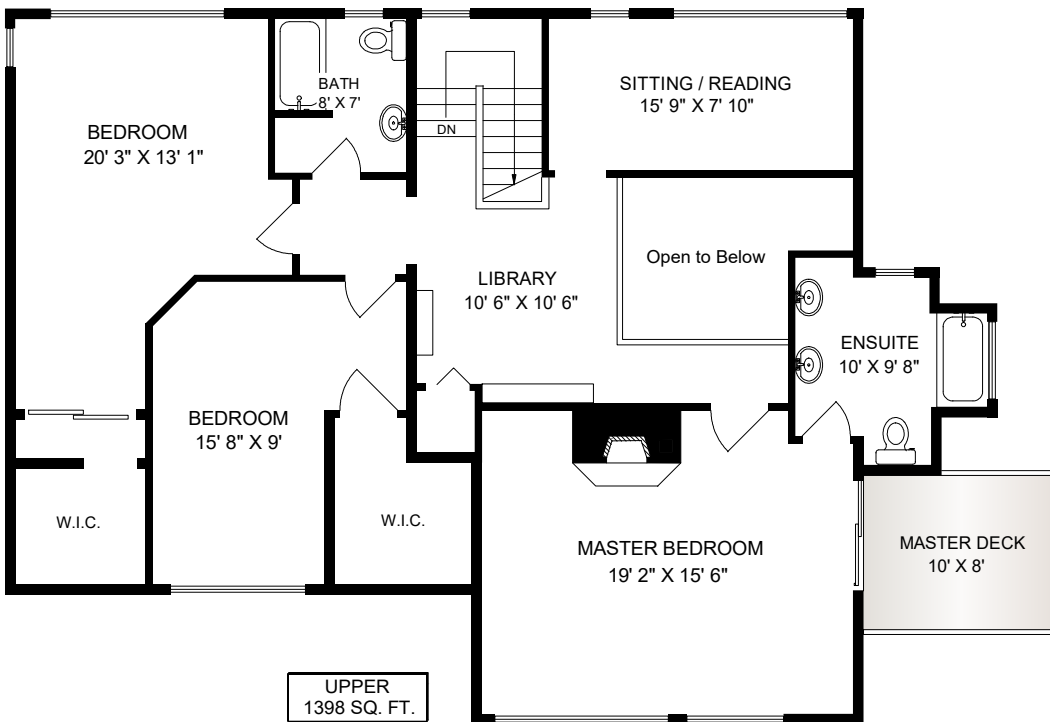 BATH
8' X 7'
SITTING / READING
15' 9" X 7' 10"
BEDROOM
20' 3" X 13' 1"
DN
Open to Below
LIBRARY
10' 6" X 10' 6"
ENSUITE
10' X 9' 8"
BEDROOM
15' 8" X 9'
W.I.C.
W.I.C.
MASTER BEDROOM
19' 2" X 15' 6"
MASTER DECK
10' X 8'
UPPER
1398 SQ. FT.